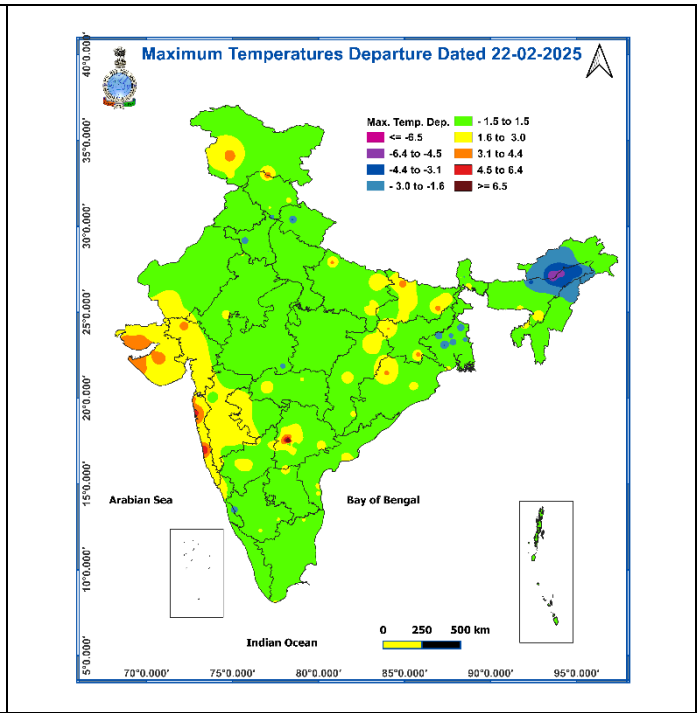 Maximum Temperatures Departure Dated 22-02-2025
Max. Temp. Dep.
<= -6.5
-6.4 to -4.5
-4.4 to -3.1
- 3.0 to -1.6
- 1.5 to 1.5
1.6 to 3.0
3.1 to 4.4
4.5 to 6.4
>= 6.5
40°0.000'
35°0.000'
30°0.000'
25°0.000'
20°0.000'
15°0.000'
10°0.000'
5°0.000'
Arabian Sea
Bay of Bengal
Indian Ocean
0 250 500 km
70°0.000' 75°0.000' 80°0.000' 85°0.000' 90°0.000' 95°0.000'